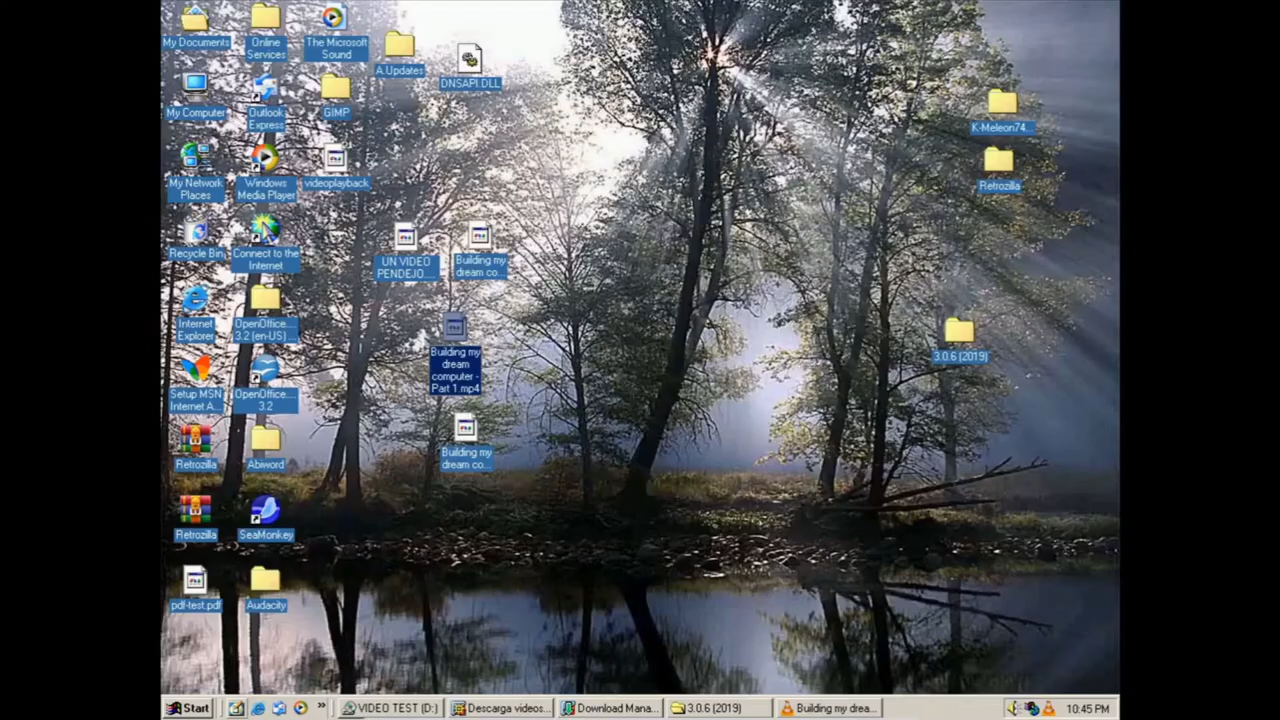 My Documents
Online
Services
The Microsoft
Sound
A.Updates
DNSAPI.DLL
My Computer
Outlook
Express
GIMP
K-Meleon74...
My Network
Places
Windows
Media Player
videoplayback
Retrozilla
Recycle Bin
Connect to the
Internet
UN VIDEO
PENDEJO....
Building my
dream co...
Internet
Explorer
OpenOffice....
3.2 (en-US) ...
Building my
dream
computer -
Part 1.mp4
3.0.6 (2019)
Setup MSN
Internet A...
OpenOffice....
3.2
Retrozilla
Abiword
Building my
dream co...
Retrozilla
SeaMonkey
pdf-test.pdf
Audacity
Start
VIDEO TEST (D:)
Descarga videos...
Download Mana...
3.0.6 (2019)
Building my drea...
10:45 PM